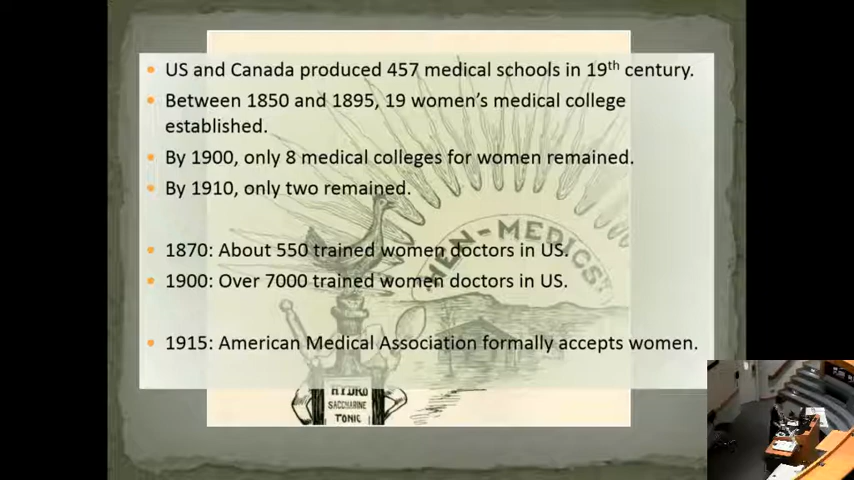 US and Canada produced 457 medical schools in 19th century.
Between 1850 and 1895, 19 women's medical college
established.
By 1900, only 8 medical colleges for women remained.
By 1910, only two remained.
1870: About 550 trained women doctors in US.
1900: Over 7000 trained women doctors in US.
1915: American Medical Association formally accepts women.
HEN-MEDICS
HYDRO
SACCHARINE
TONIC